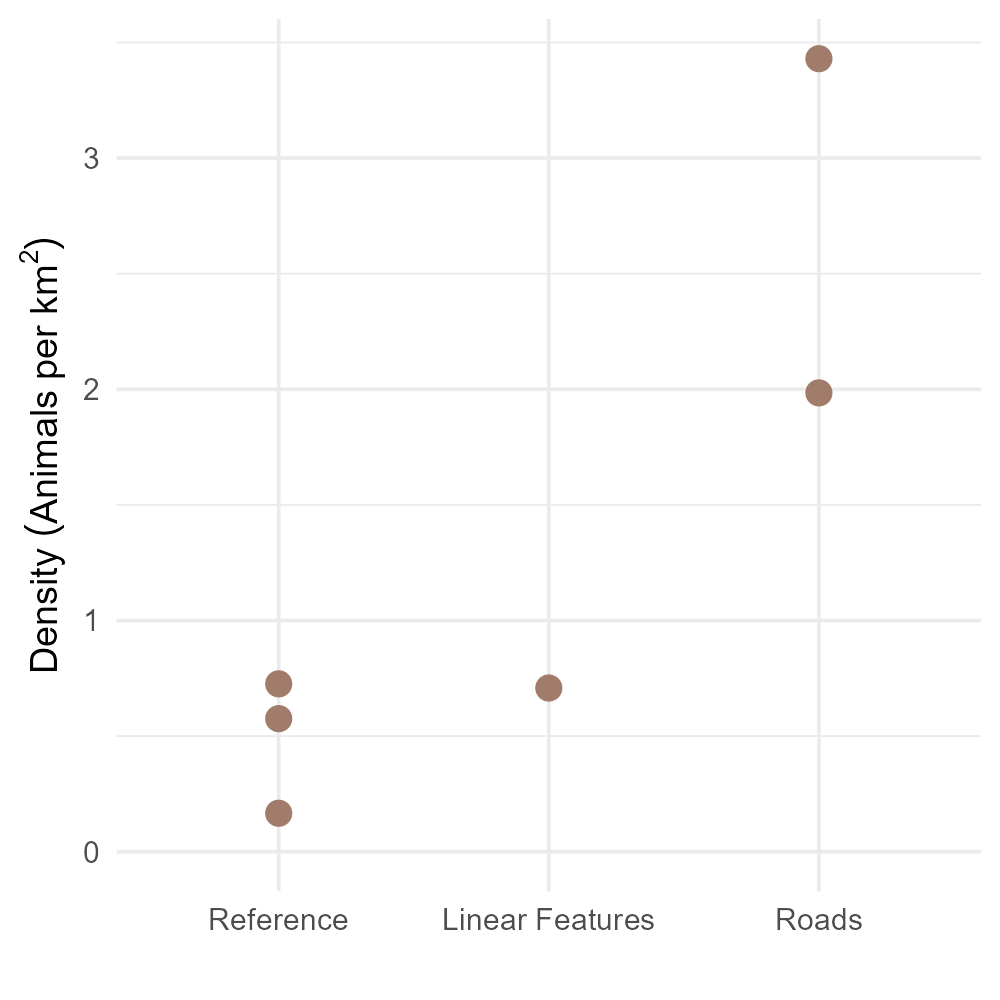 Density (Animals per km²)
3
2
1
0
Reference
Linear Features
Roads